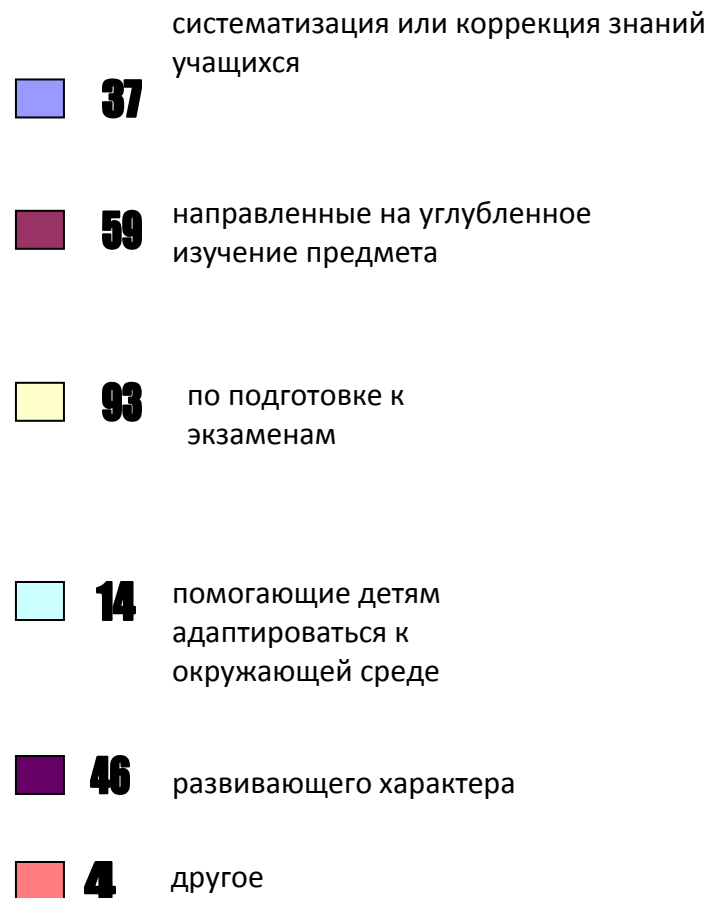 систематизация или коррекция знаний
учащихся
37
59
направленные на углубленное
изучение предмета
93
по подготовке к
экзаменам
14
помогающие детям
адаптироваться к
окружающей среде
46
развивающего характера
4
другое